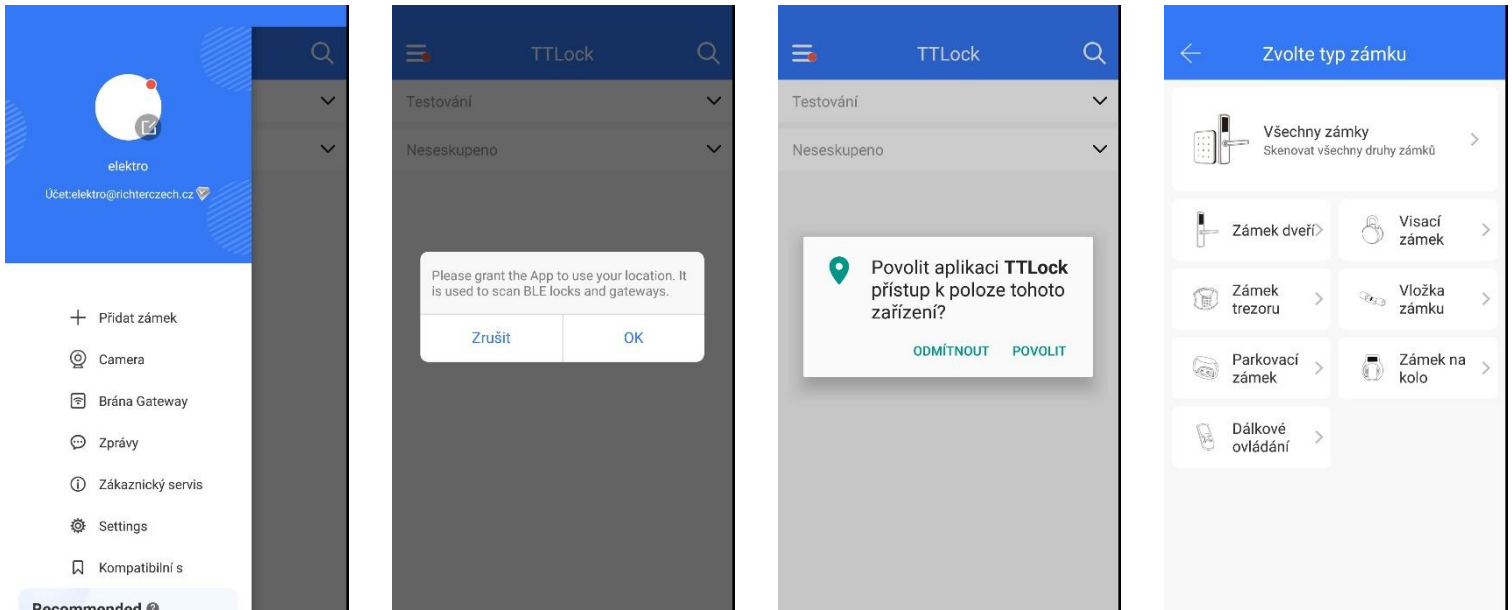 elektro
Účet:elektro@richterczech.cz
Přidat zámek
Camera
Brána Gateway
Zprávy
Zákaznický servis
Settings
Kompatibilní s
Recommended
TTLock
Testování
Neseskupeno
Please grant the App to use your location. It
is used to scan BLE locks and gateways.
Zrušit OK
TTLock
Testování
Neseskupeno
Povolit aplikaci TTLock
přístup k poloze tohoto
zařízení?
ODMÍTNOUT POVOLIT
Zvolte typ zámku
Všechny zámky
Skenovat všechny druhy zámků
Zámek dveří
Visací
zámek
Zámek
trezoru
Vložka
zámku
Parkovací
zámek
Zámek na
kolo
Dálkové
ovládání